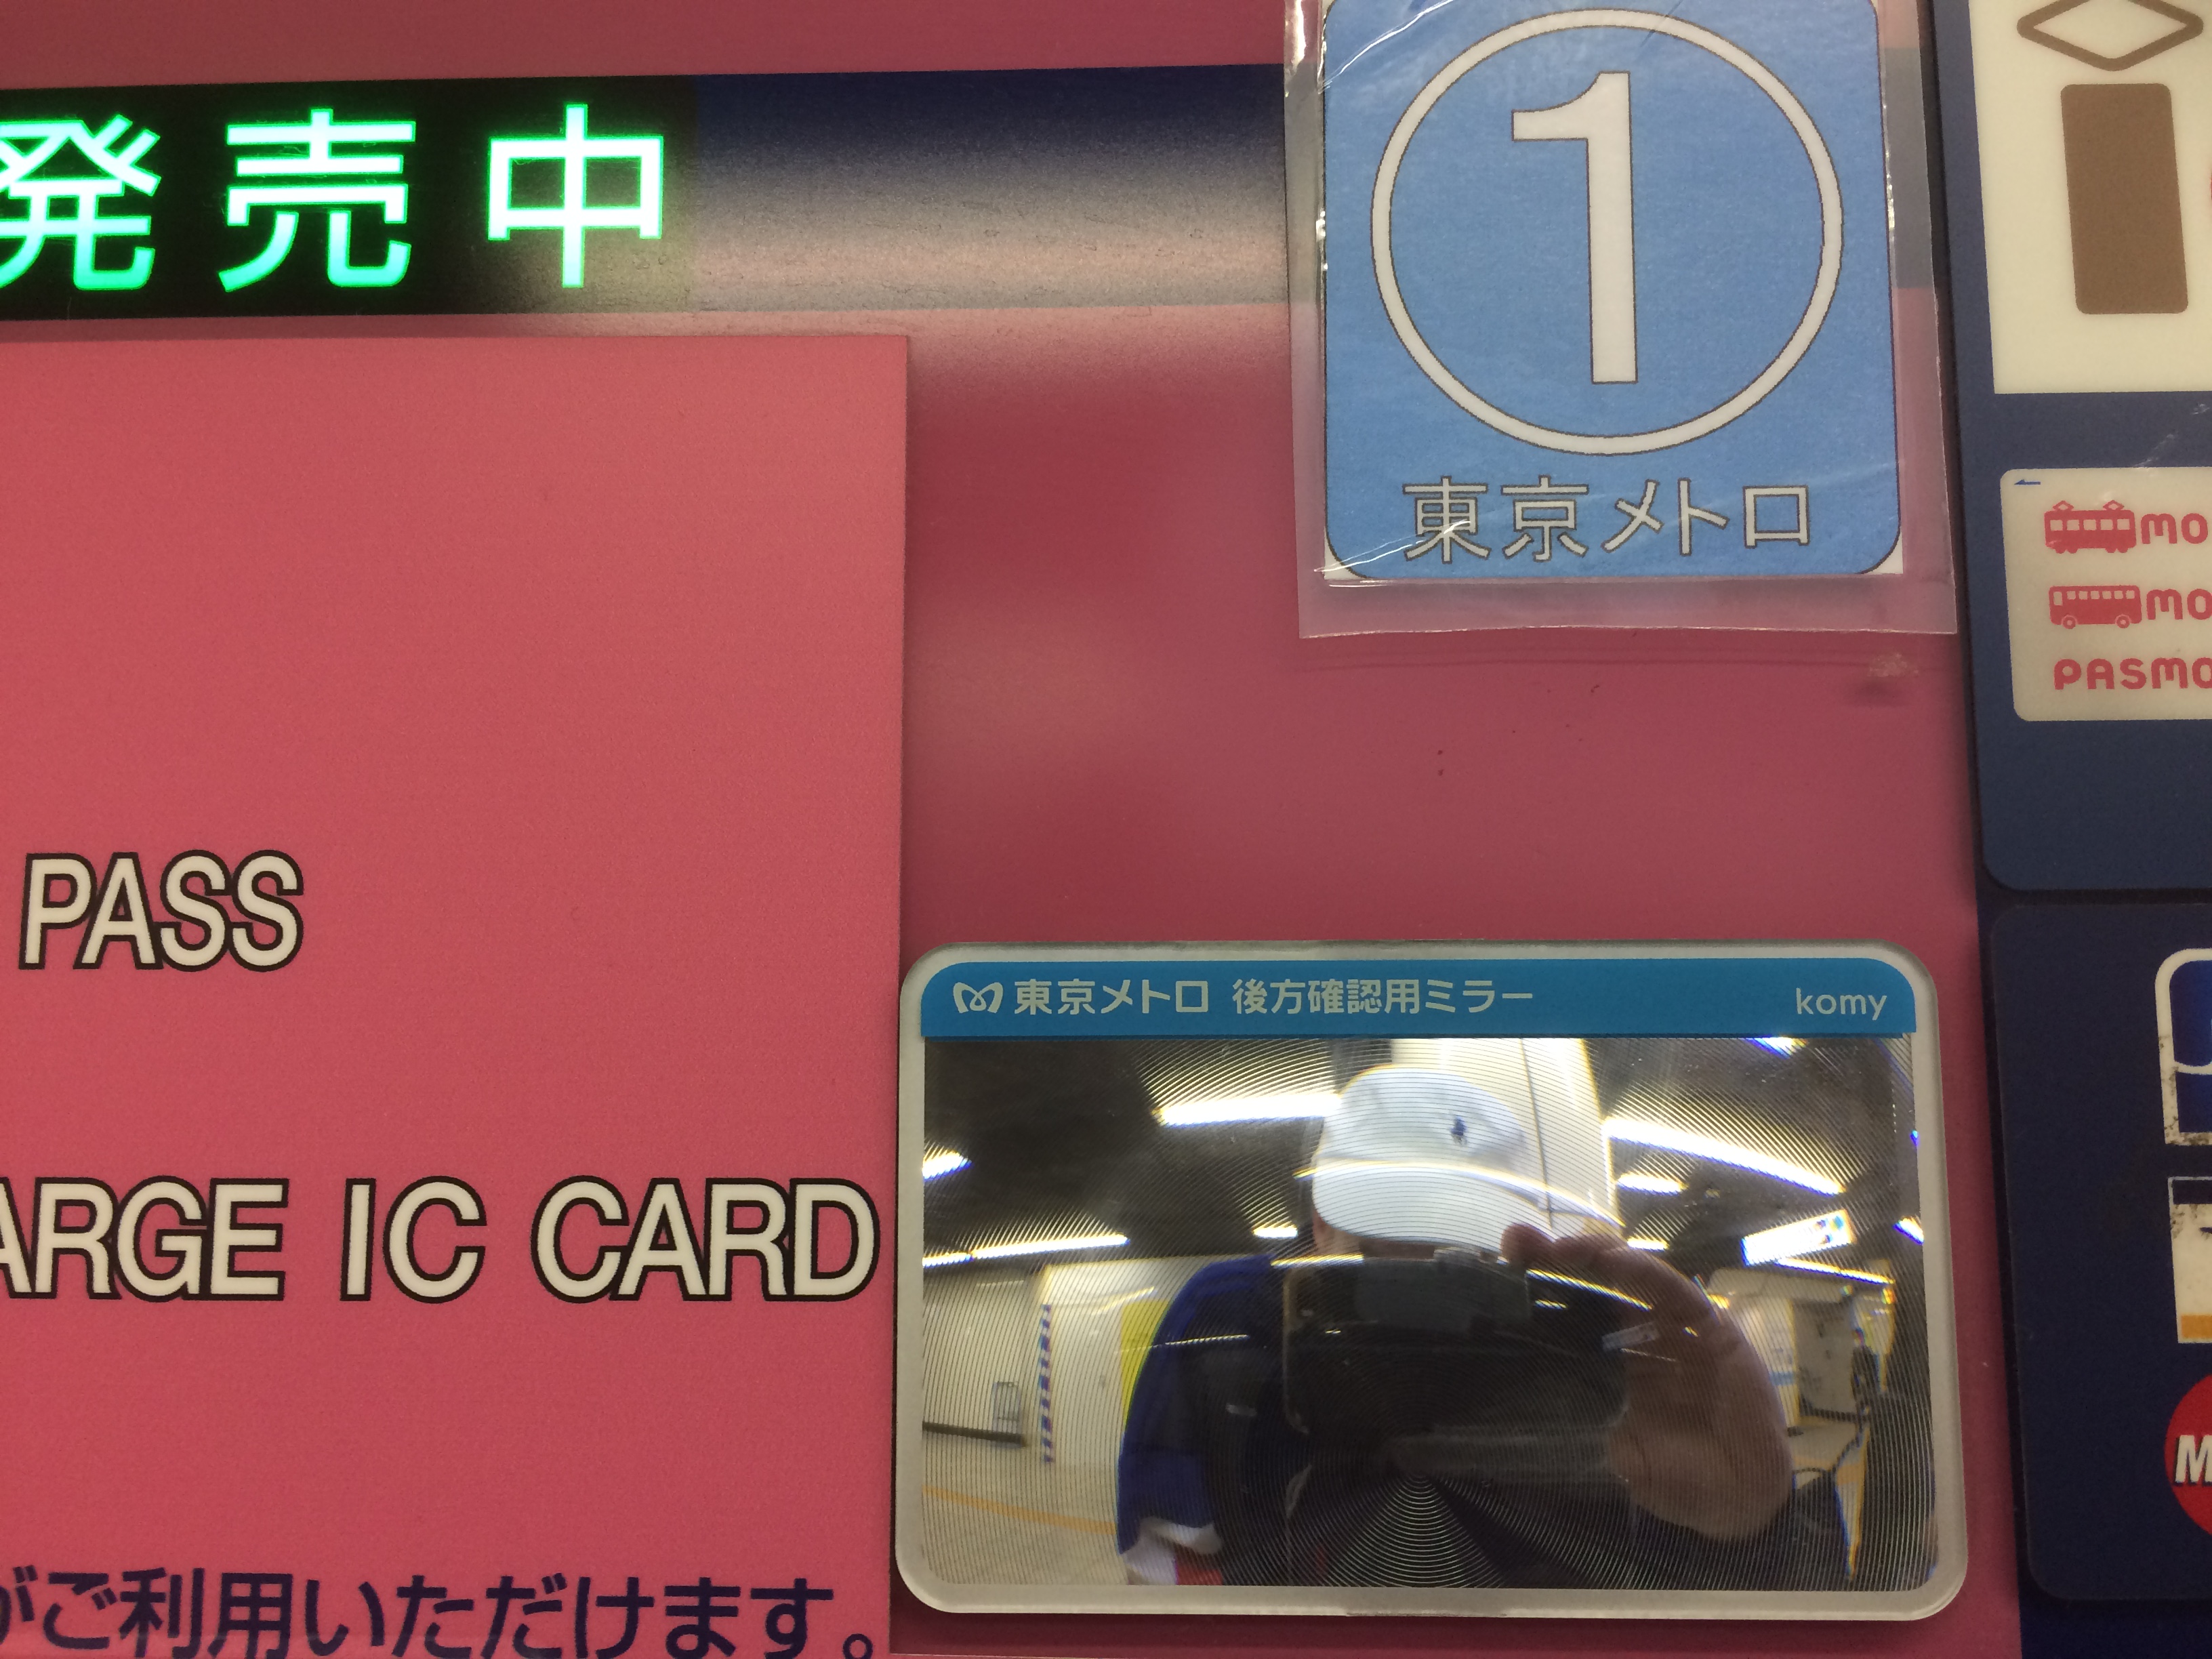 発売中
1
東京メトロ
PASMO
PASS
東京メトロ 後方確認用ミラー komy
ARGE IC CARD
がご利用いただけます。